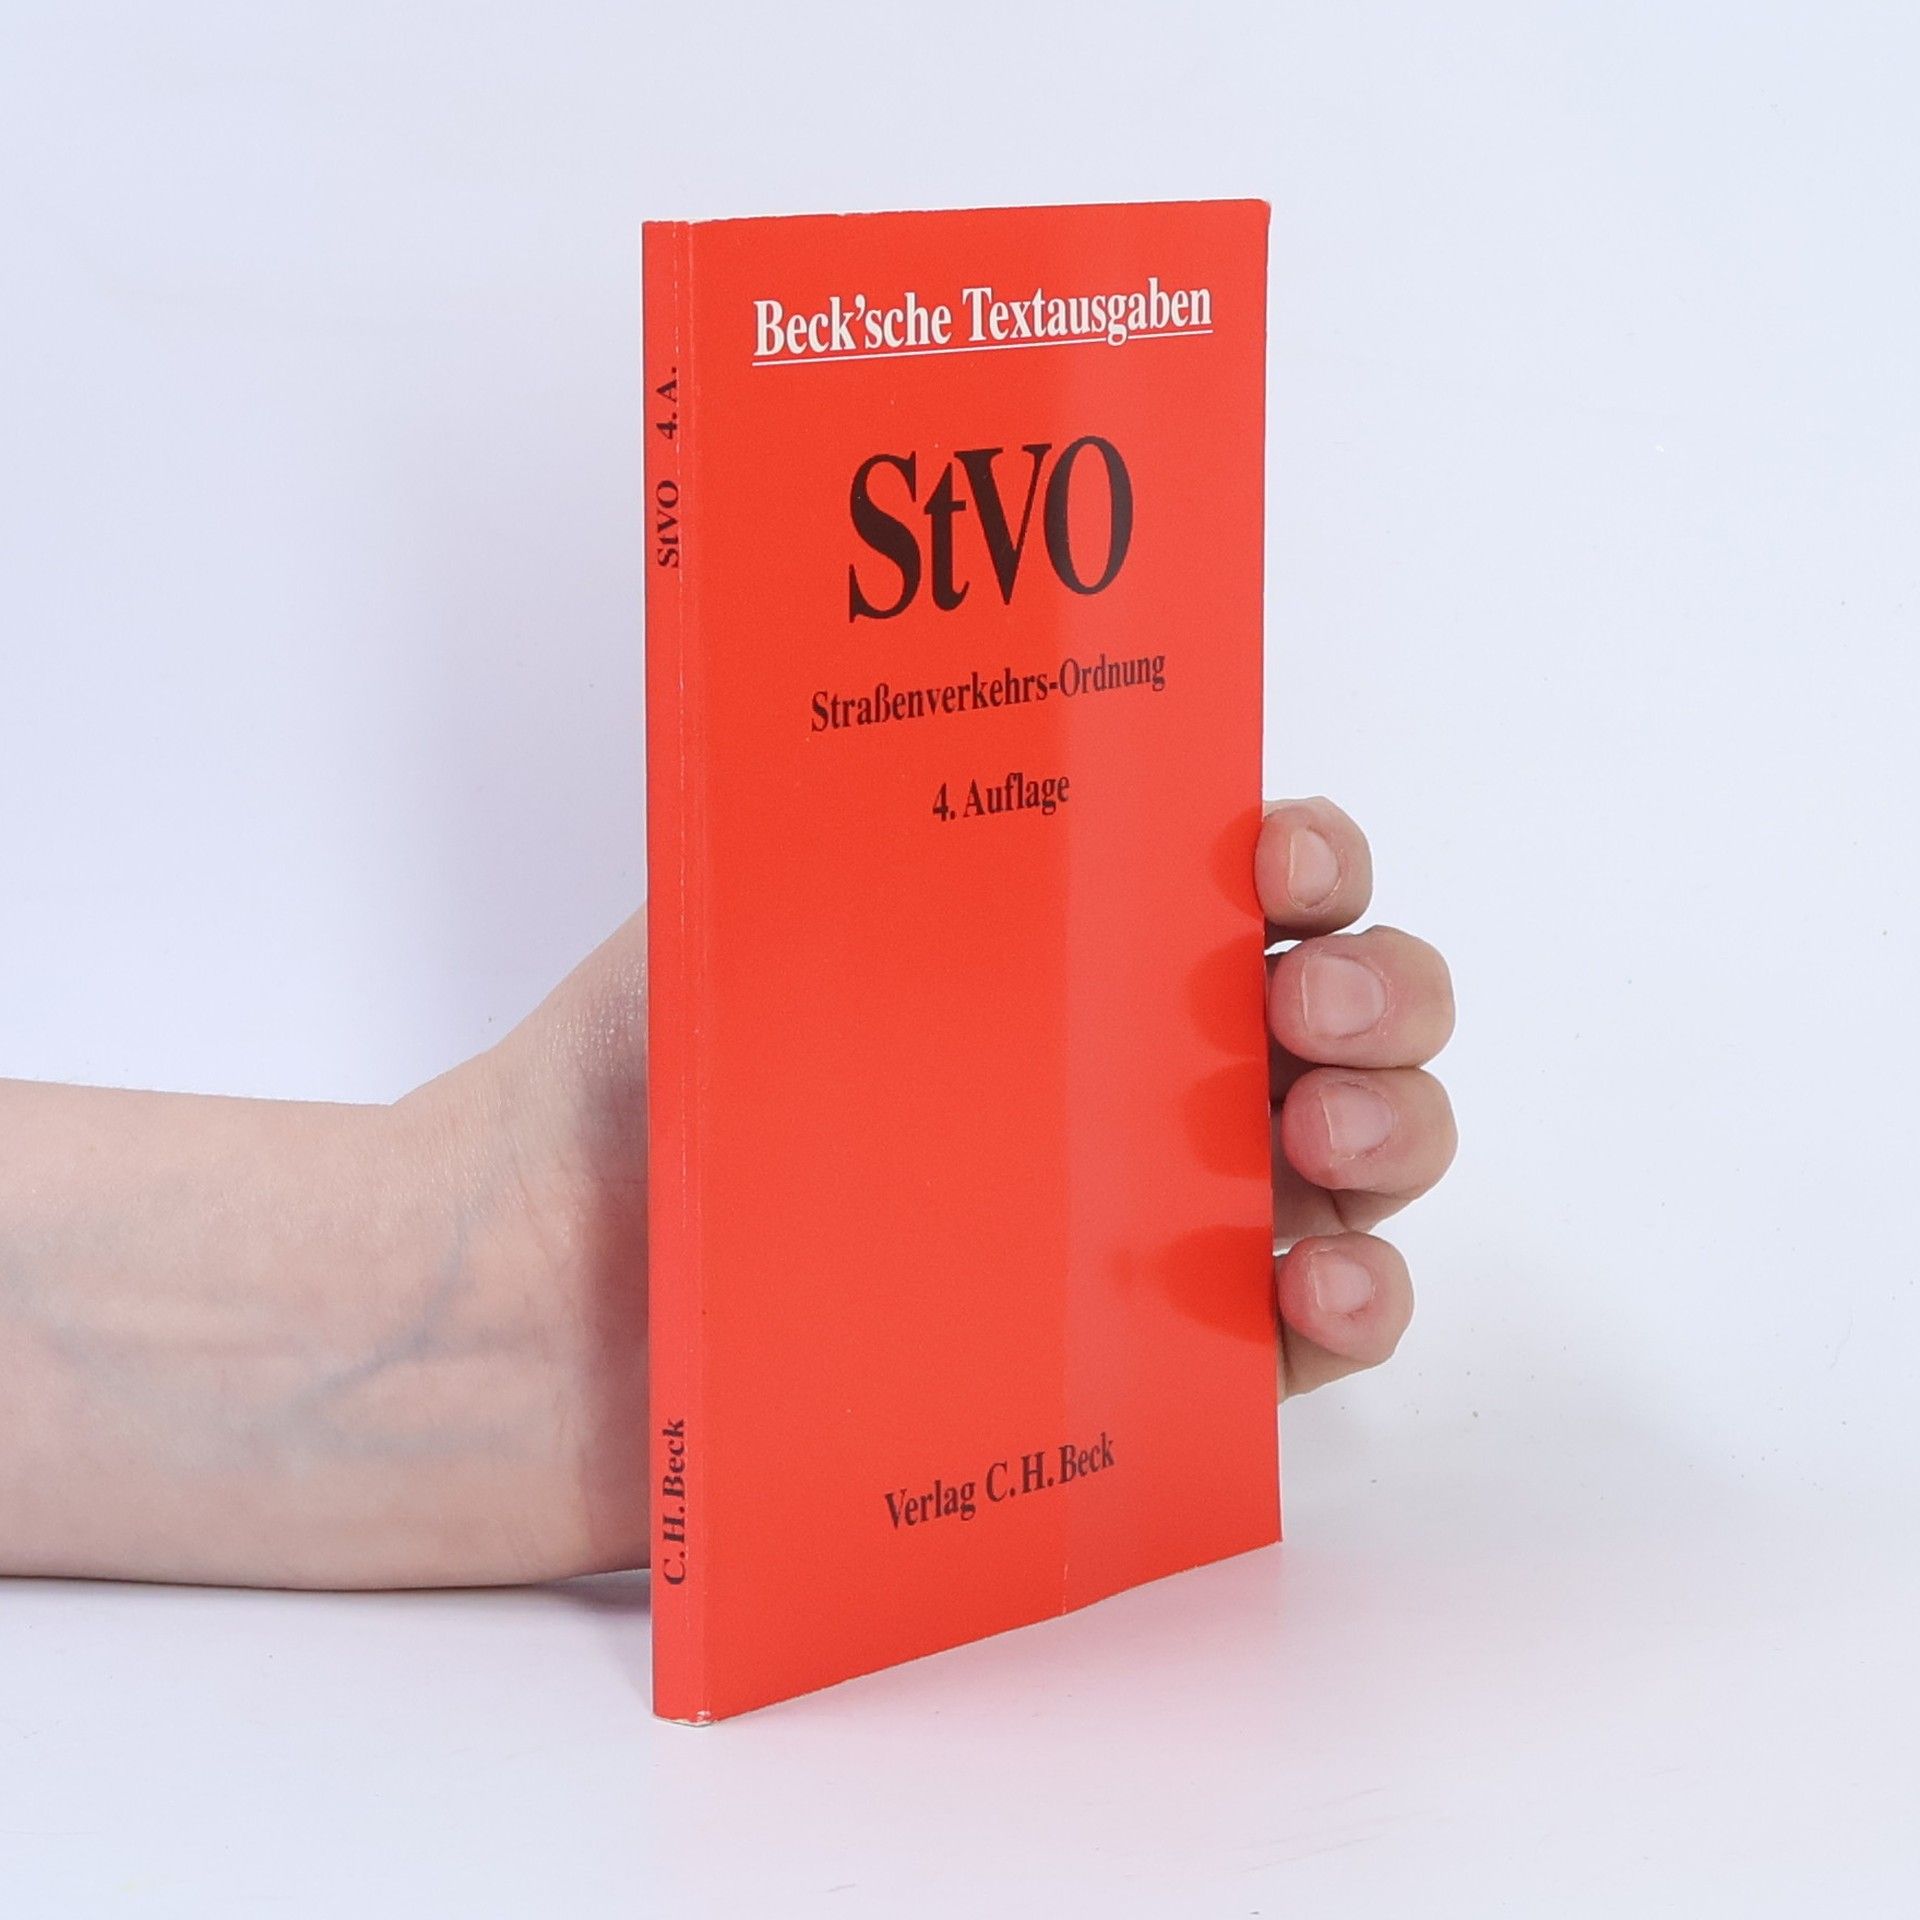 Beck'sche Textausgaben
StVO
Straßenverkehrs-Ordnung
4. Auflage
Verlag C.H.Beck
StVO 4. A.
C.H.Beck